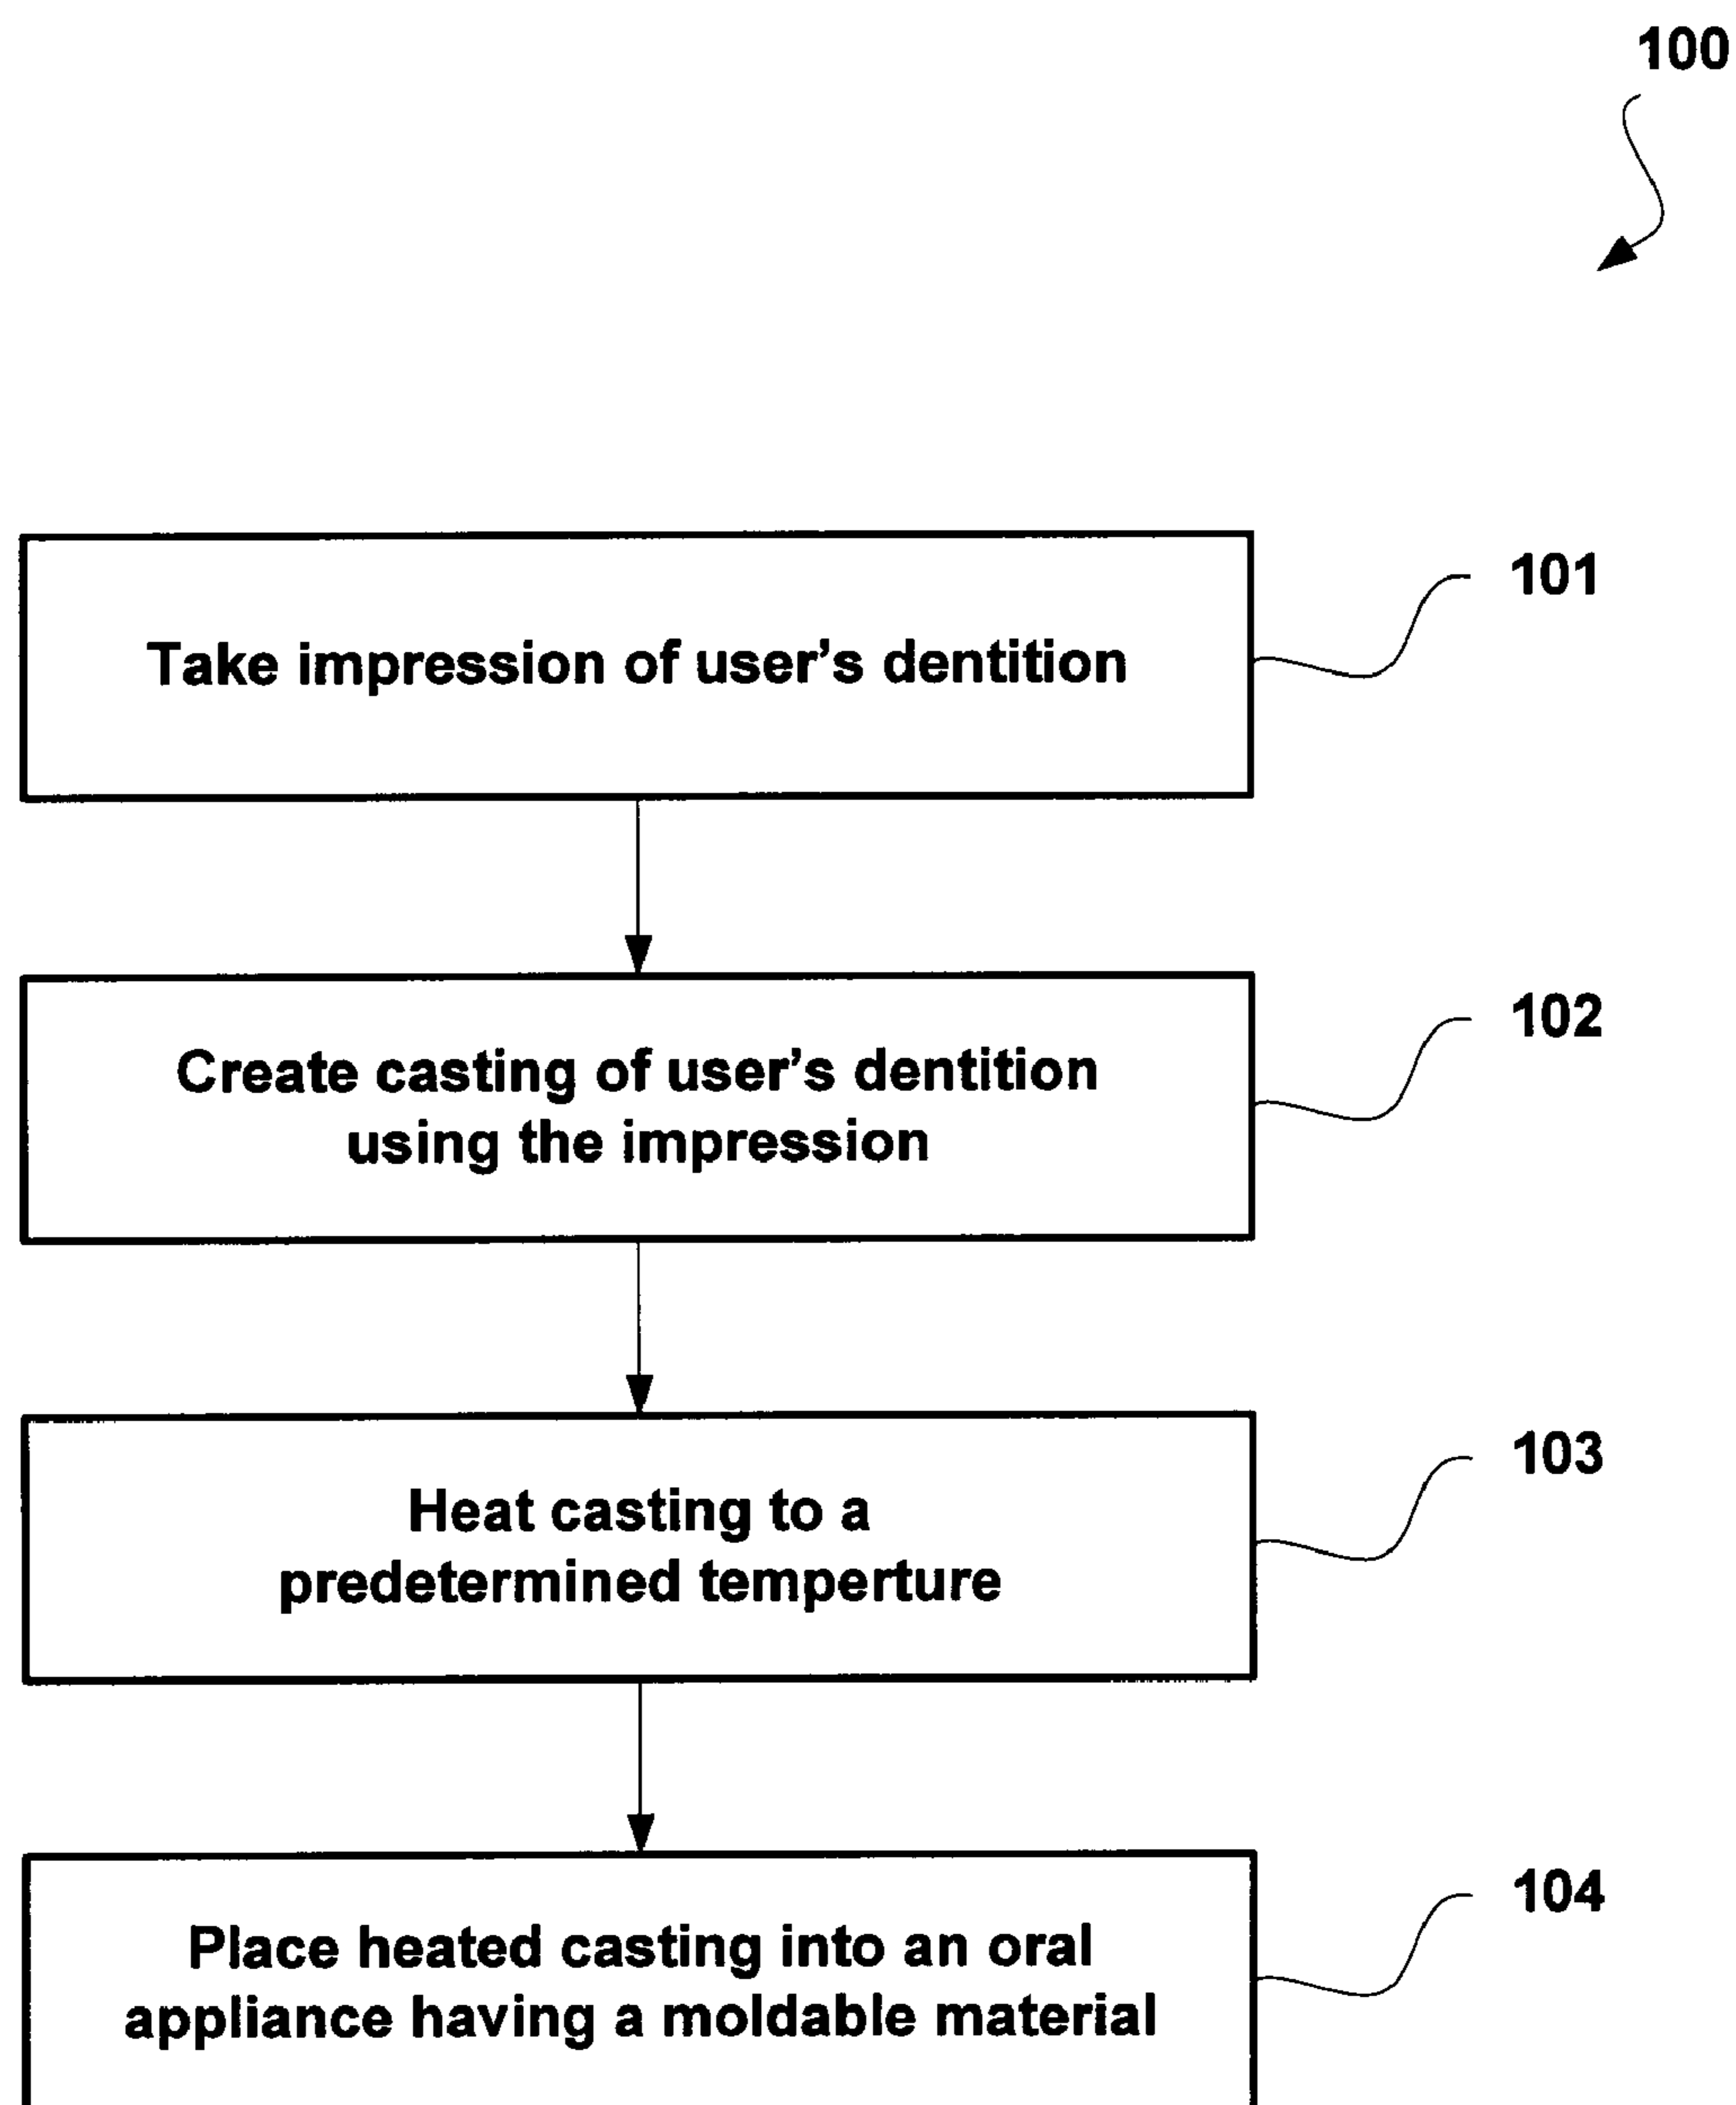 100
Take impression of user's dentition
101
Create casting of user's dentition
using the impression
102
Heat casting to a
predetermined temperture
103
Place heated casting into an oral
appliance having a moldable material
104